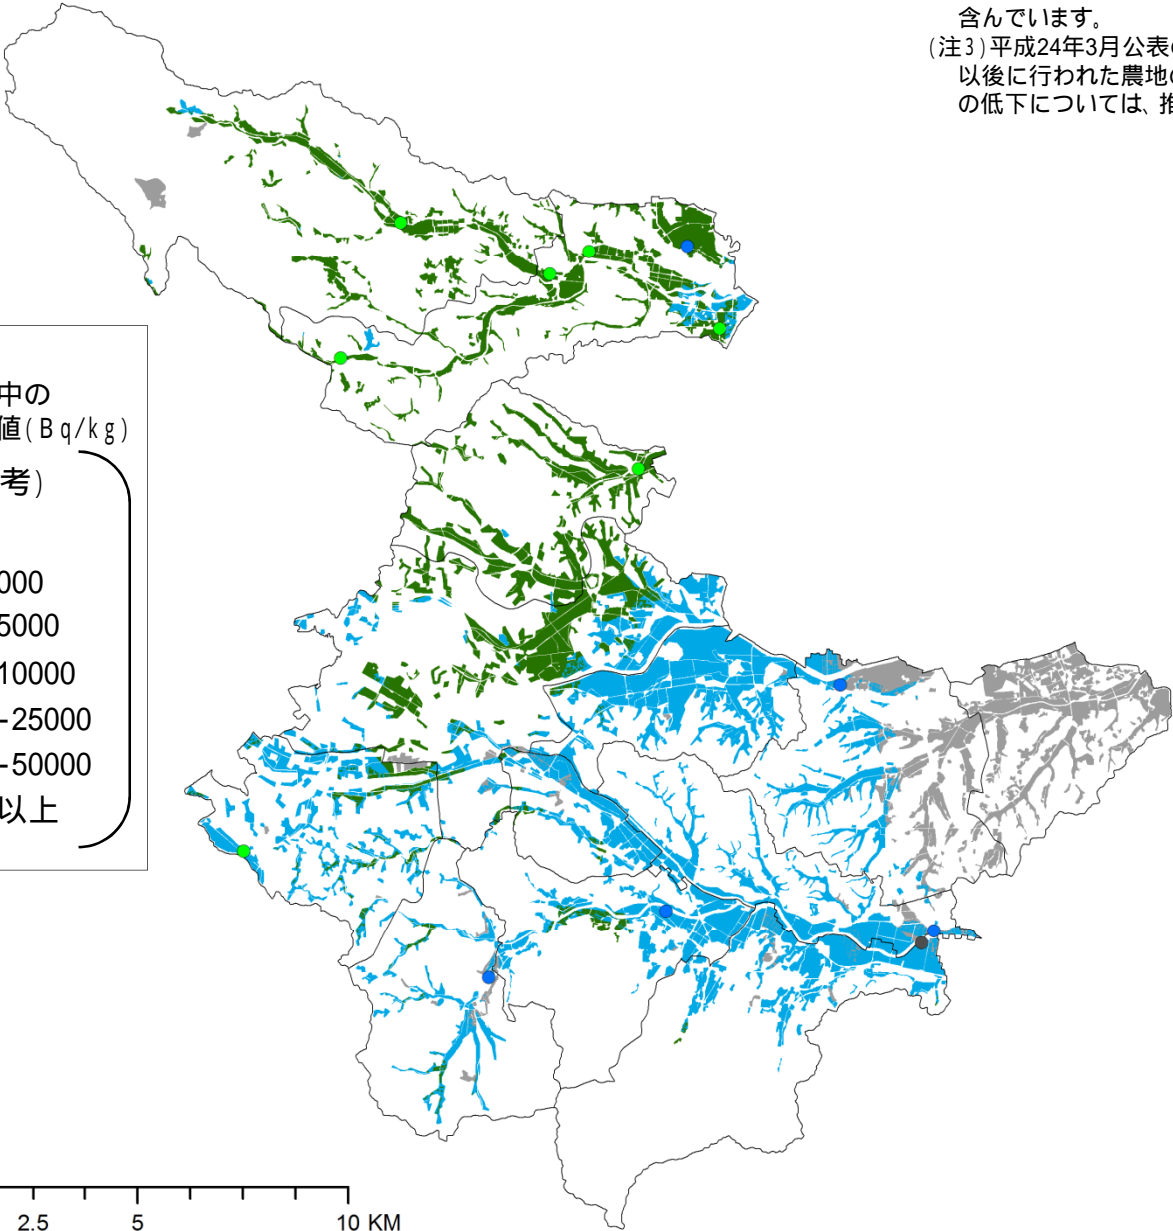 含んでいます。
(注3)平成24年3月公表
以後に行われた農地の
の低下については、推
中の
値(Bq/kg)
考)
000
5000
10000
-25000
-50000
以上
2.5 5 10 KM